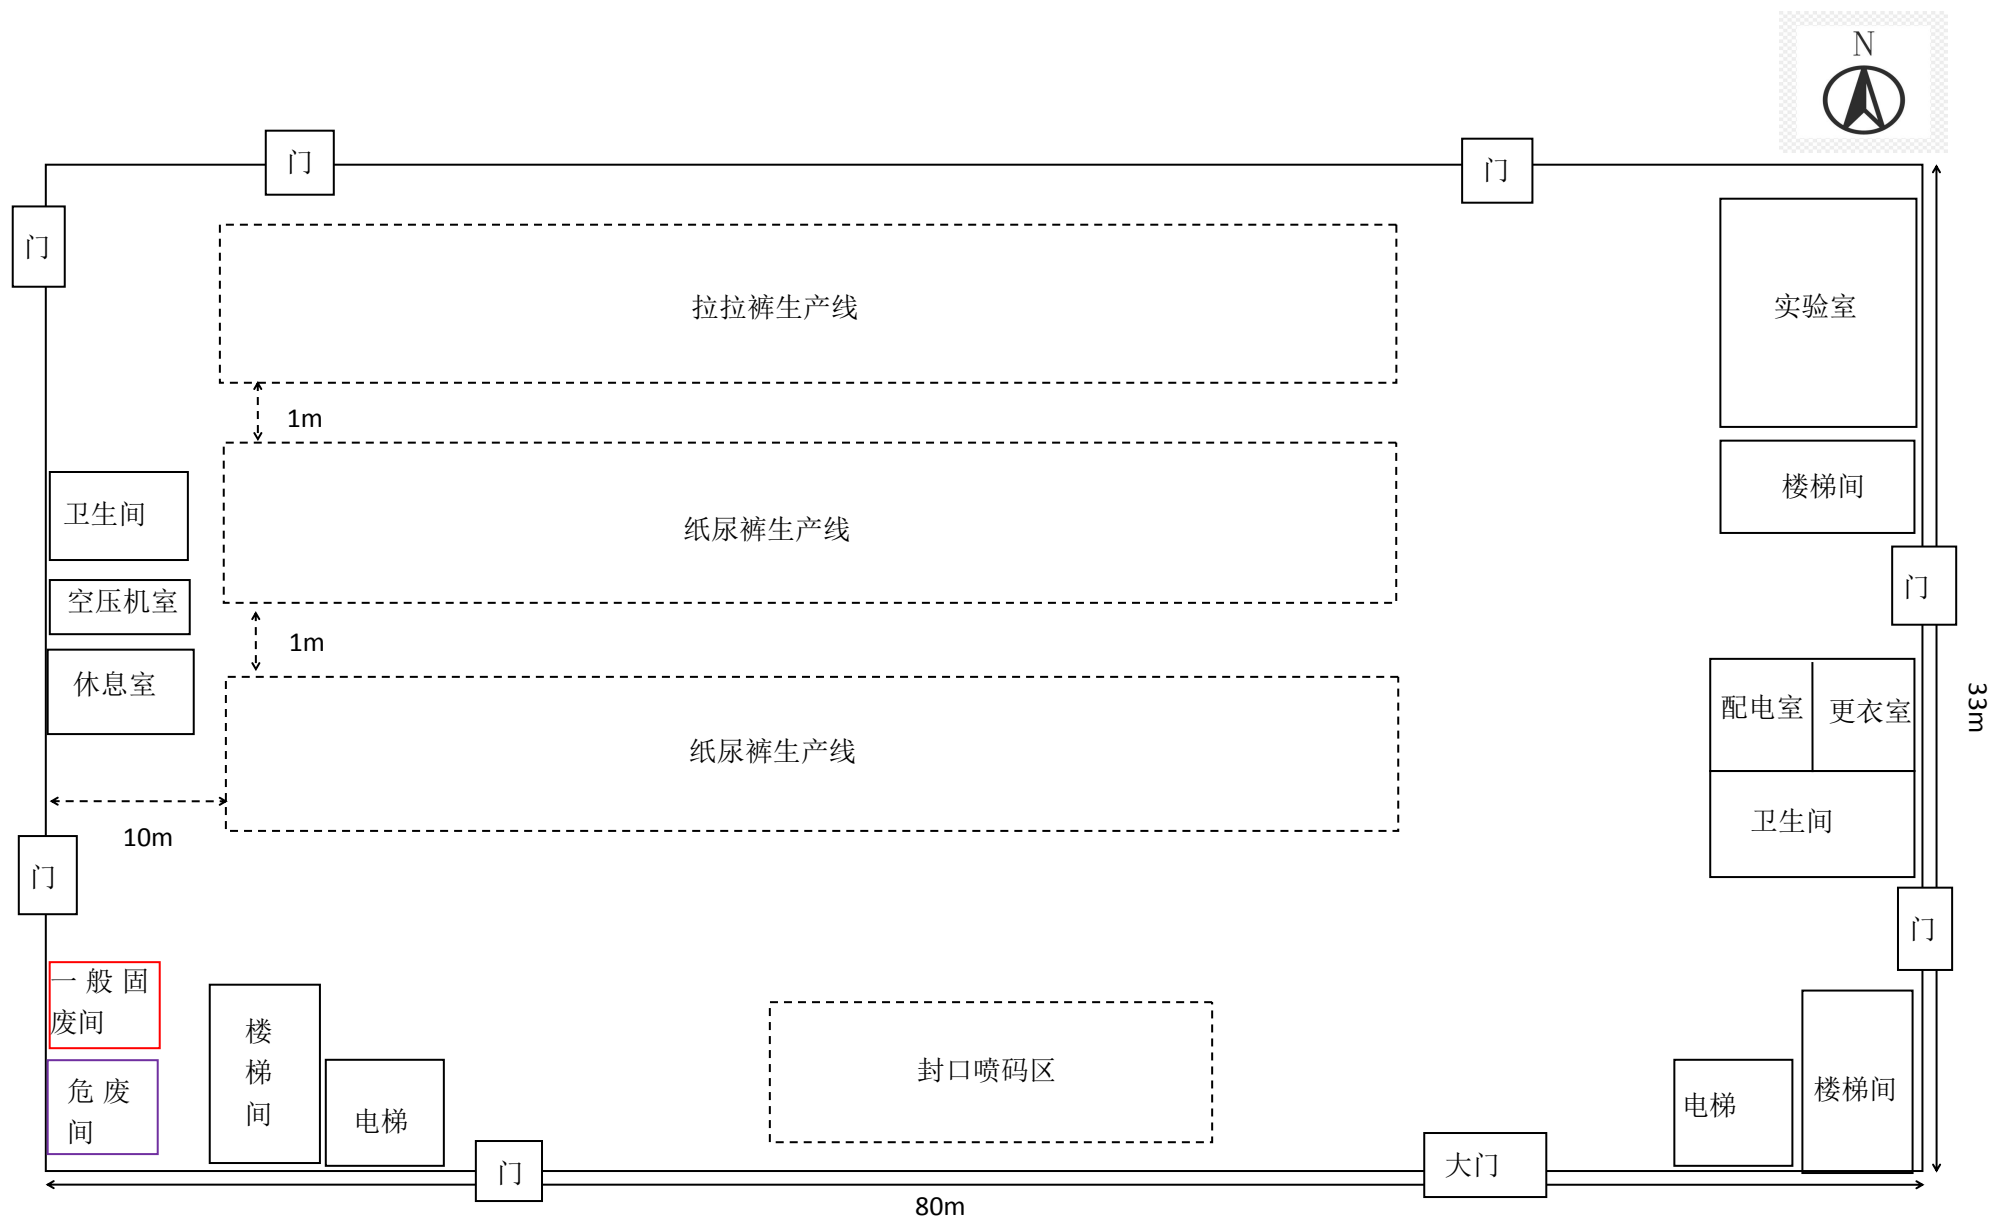 N
门
门
门
拉拉裤生产线
实验室
1m
楼梯间
卫生间
纸尿裤生产线
门
空压机室
1m
休息室
33m
配电室
更衣室
纸尿裤生产线
10m
卫生间
门
门
一般固
废间
楼
梯
间
危废
间
电梯
封口喷码区
电梯
楼梯间
门
大门
80m